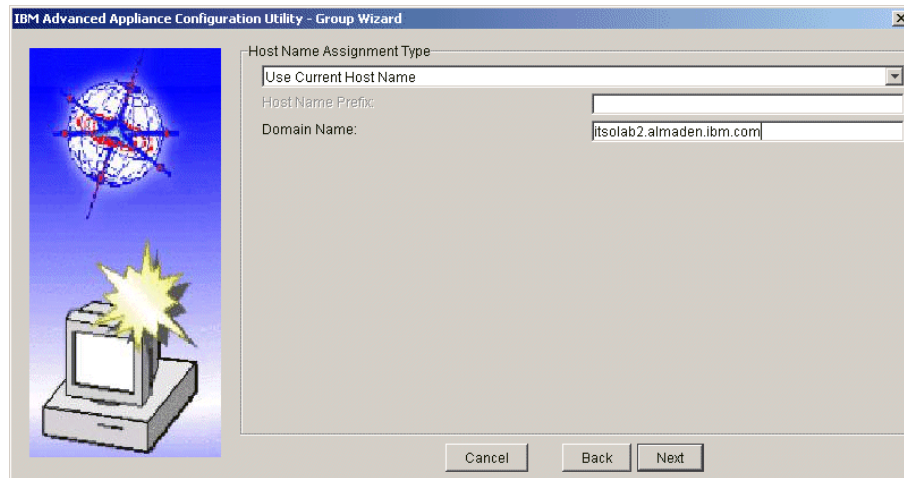 IBM Advanced Appliance Configuration Utility - Group Wizard
Host Name Assignment Type
Use Current Host Name
Host Name Prefix:
Domain Name: itsolab2.almaden.ibm.com
Cancel Back Next